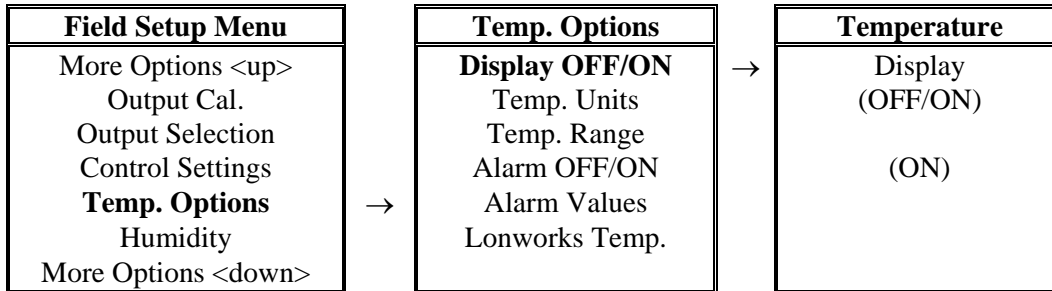 Field Setup Menu
More Options <up>
Output Cal.
Output Selection
Control Settings
Temp. Options
Humidity
More Options <down>
→
Temp. Options
Display OFF/ON
Temp. Units
Temp. Range
Alarm OFF/ON
Alarm Values
Lonworks Temp.
→
Temperature
Display
(OFF/ON)
(ON)